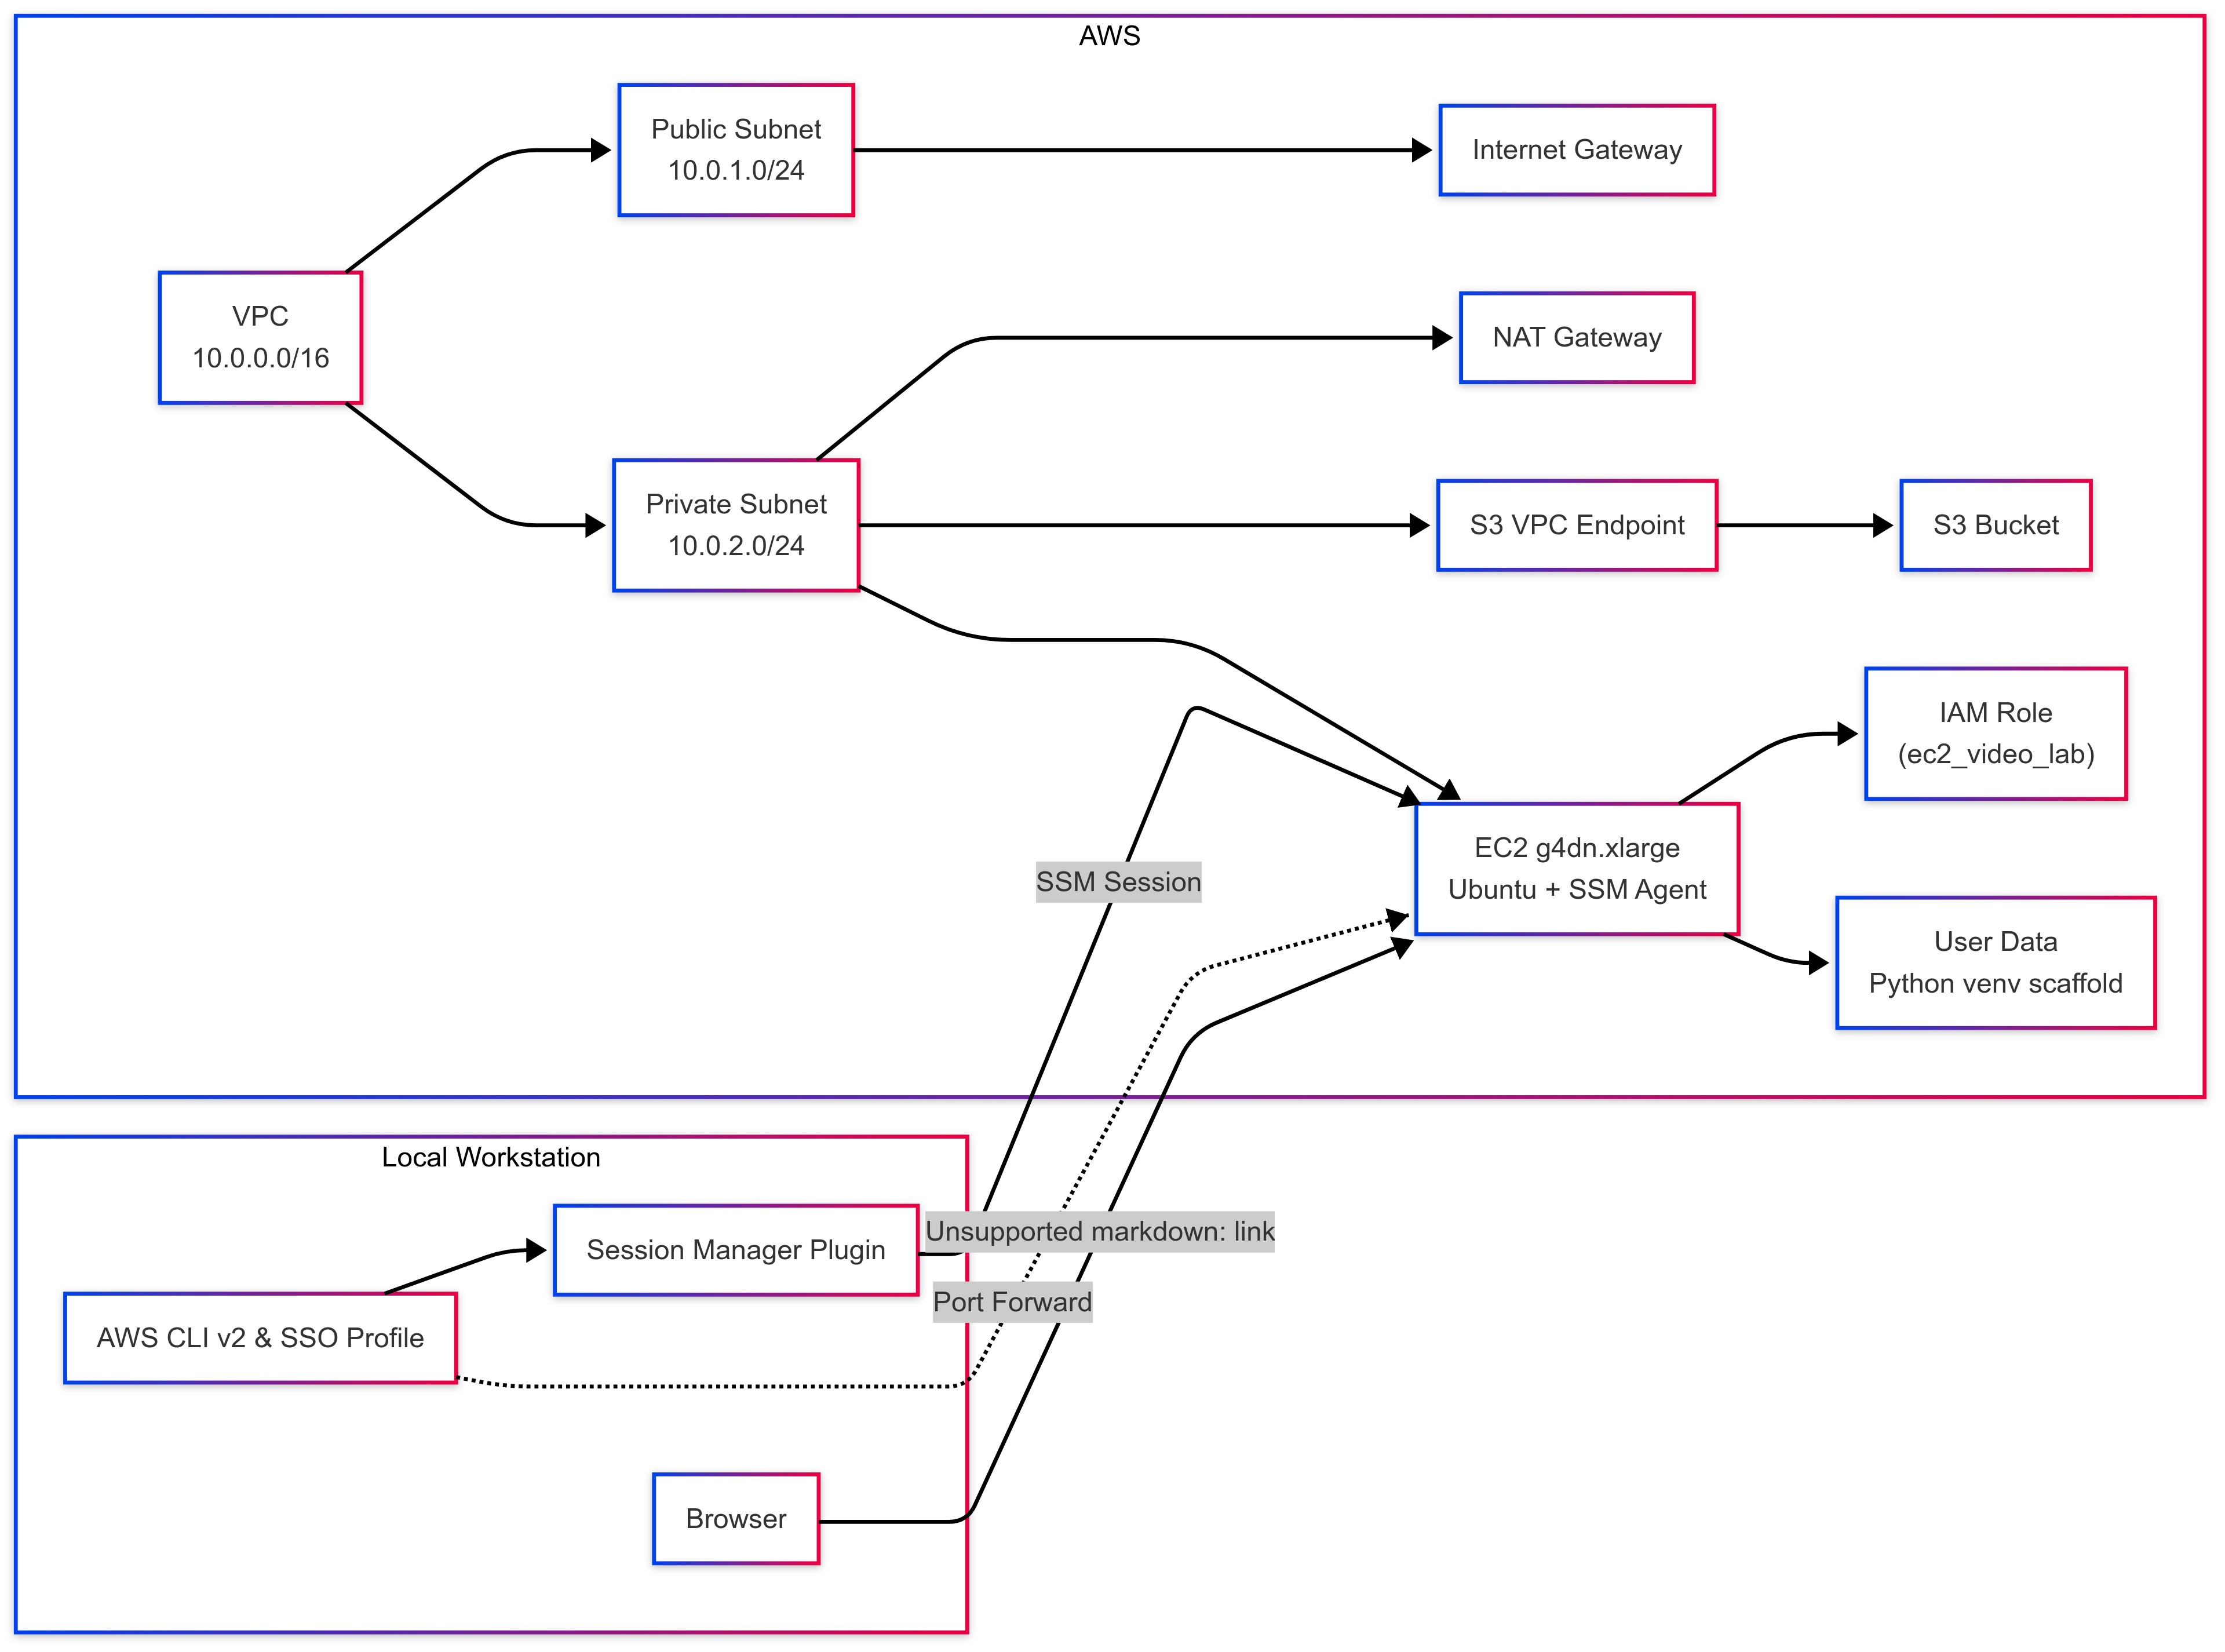 AWS
Public Subnet
10.0.1.0/24
Internet Gateway
VPC
10.0.0.0/16
NAT Gateway
Private Subnet
10.0.2.0/24
S3 VPC Endpoint
S3 Bucket
IAM Role
(ec2_video_lab)
EC2 g4dn.xlarge
Ubuntu + SSM Agent
SSM Session
User Data
Python venv scaffold
Local Workstation
Unsupported markdown: link
Session Manager Plugin
Port Forward
AWS CLI v2 & SSO Profile
Browser